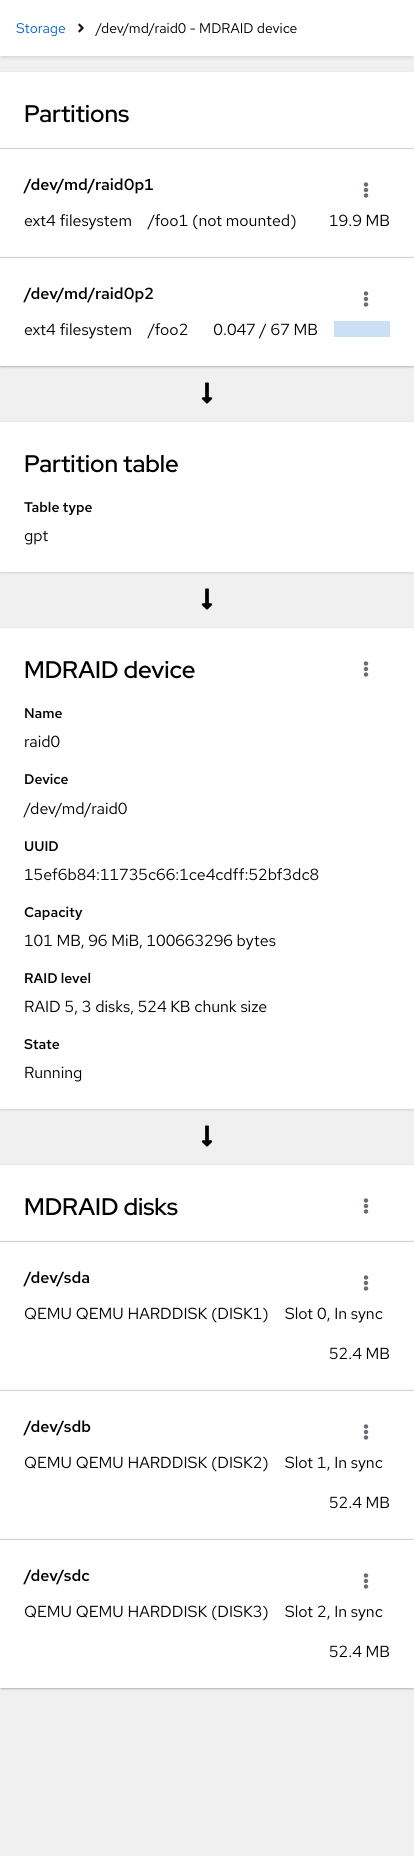 Storage > /dev/md/raid0 - MDRAID device
Partitions
/dev/md/raid0p1
ext4 filesystem /foo1 (not mounted) 19.9 MB
/dev/md/raid0p2
ext4 filesystem /foo2 0.047 / 67 MB
Partition table
Table type
gpt
MDRAID device
Name
raid0
Device
/dev/md/raid0
UUID
15ef6b84:11735c66:1ce4cdff:52bf3dc8
Capacity
101 MB, 96 MiB, 100663296 bytes
RAID level
RAID 5, 3 disks, 524 KB chunk size
State
Running
MDRAID disks
/dev/sda
QEMU QEMU HARDDISK (DISK1) Slot 0, In sync
52.4 MB
/dev/sdb
QEMU QEMU HARDDISK (DISK2) Slot 1, In sync
52.4 MB
/dev/sdc
QEMU QEMU HARDDISK (DISK3) Slot 2, In sync
52.4 MB